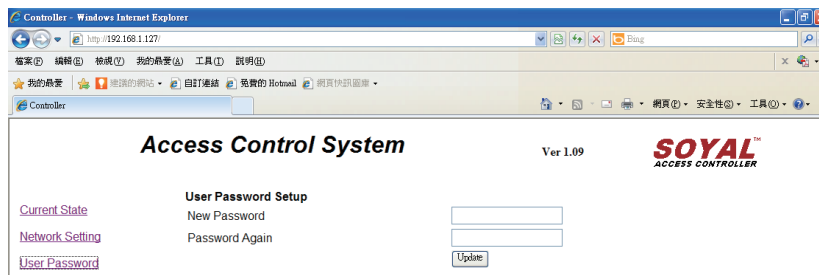 Controller - Windows Internet Explorer
http://192.168.1.127/
Bing
檔案(F) 編輯(E) 檢視(V) 我的最愛(A) 工具(T) 說明(H)
我的最愛 建議的網站 自訂連結 免費的 Hotmail 網頁快訊圖庫
Controller
網頁(P) 安全性(S) 工具(O)
Access Control System
Ver 1.09
SOYAL™
ACCESS CONTROLLER
User Password Setup
Current State
New Password
Network Setting
Password Again
User Password
Update